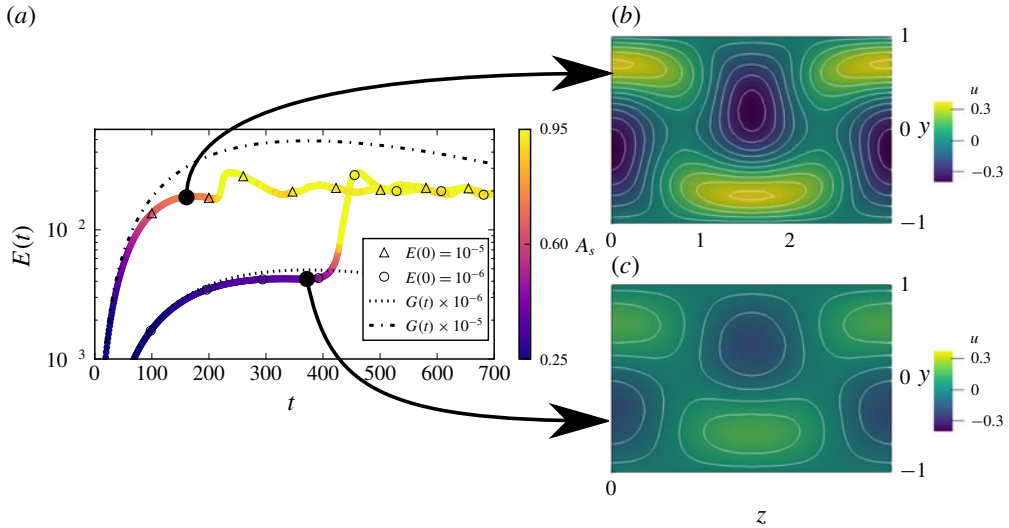 (a)
(b)
(c)
E(t)
10 2
10 3
0 100 200 300 400 500 600 700
t
E(0) = 10⁻⁵
E(0) = 10⁻⁶
G(t) × 10⁻⁶
G(t) × 10⁻⁵
0.95
0.60
0.25
A_s
1
0 y
−1
0 1 2
u
0.3
0
−0.3
1
0 y
−1
0
z
u
0.3
0
−0.3